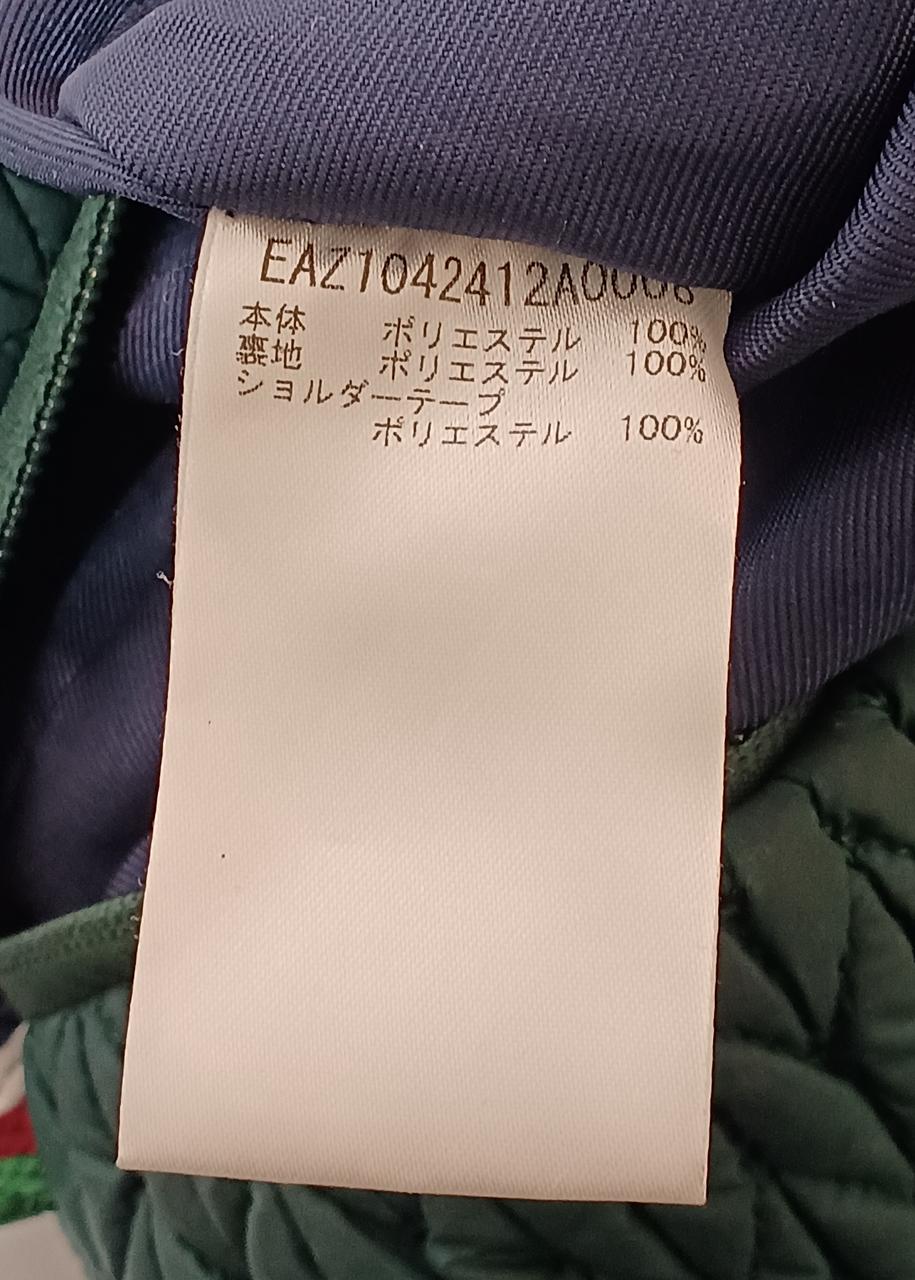 EAZ1042412A0008
本体 ポリエステル 100%
裏地 ポリエステル 100%
ショルダーテープ
ポリエステル 100%